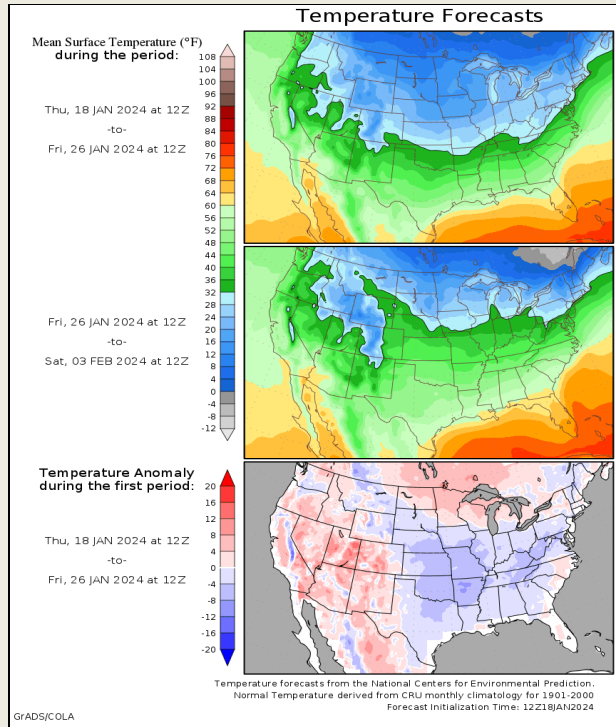 Temperature Forecasts
Mean Surface Temperature (°F)
during the period:
Thu, 18 JAN 2024 at 12Z
-to-
Fri, 26 JAN 2024 at 12Z
108
104
100
96
92
88
84
80
76
72
68
64
60
56
52
48
44
40
36
32
28
24
20
16
12
8
4
0
-4
-8
-12
Fri, 26 JAN 2024 at 12Z
-to-
Sat, 03 FEB 2024 at 12Z
Temperature Anomaly
during the first period:
Thu, 18 JAN 2024 at 12Z
-to-
Fri, 26 JAN 2024 at 12Z
20
16
12
8
4
0
-4
-8
-12
-16
-20
Temperature forecasts from the National Centers for Environmental Prediction.
Normal Temperature derived from CRU monthly climatology for 1901-2000
Forecast Initialization Time: 12Z18JAN2024
GrADS/COLA